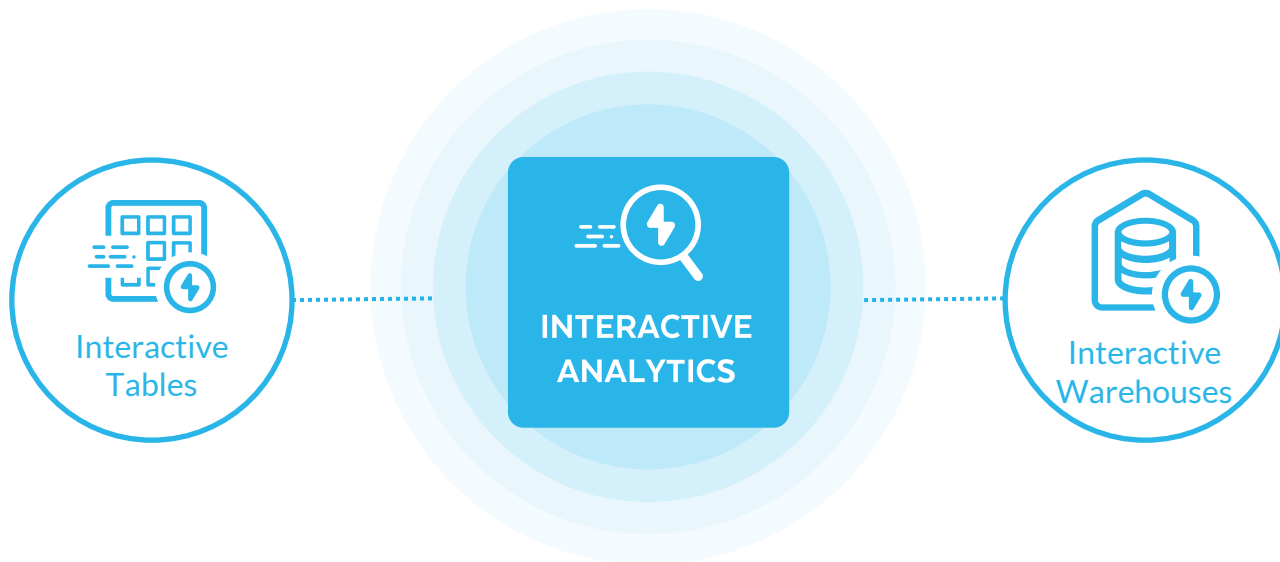 Interactive
Tables
INTERACTIVE
ANALYTICS
Interactive
Warehouses